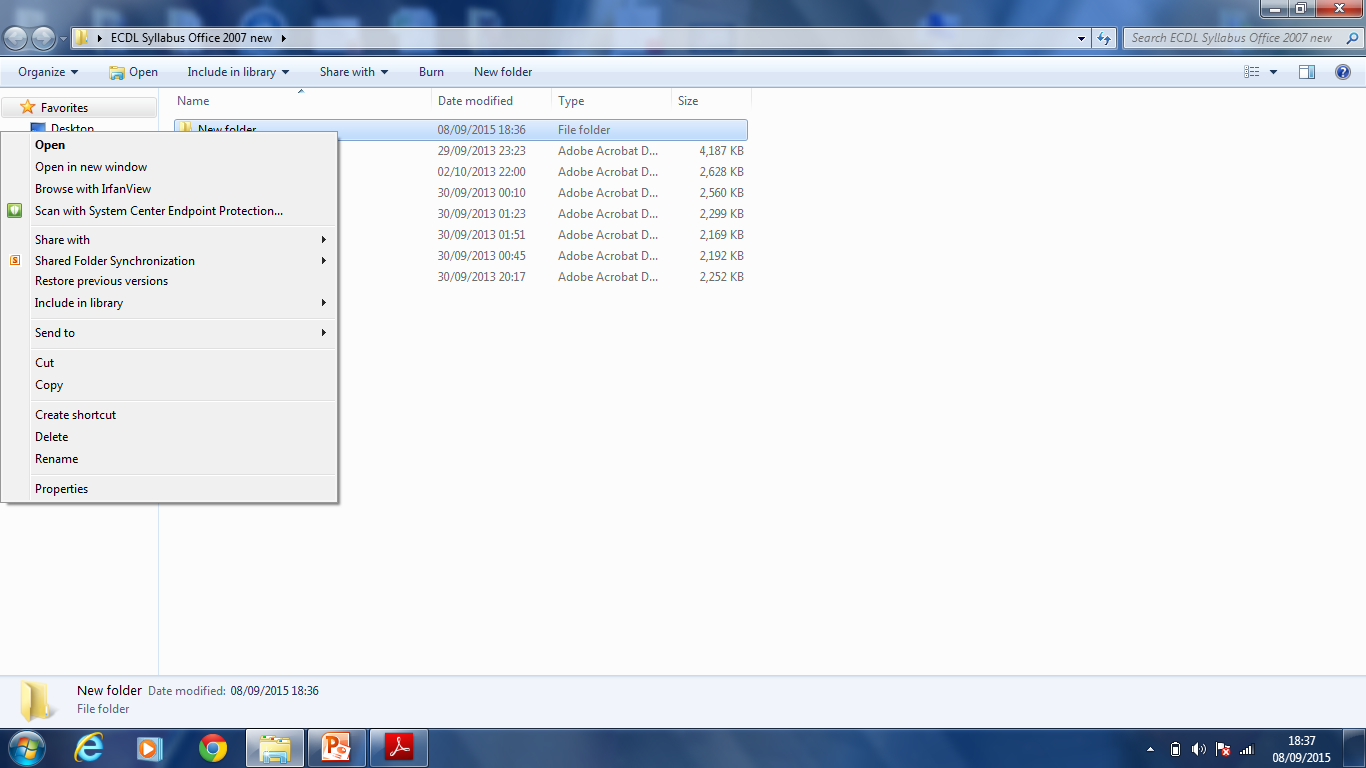 ECDL Syllabus Office 2007 new
Search ECDL Syllabus Office 2007 new
Organize Open Include in library Share with Burn New folder
Favorites
Desktop
Name Date modified Type Size
New folder 08/09/2015 18:36 File folder
29/09/2013 23:23 Adobe Acrobat D... 4,187 KB
02/10/2013 22:00 Adobe Acrobat D... 2,628 KB
30/09/2013 00:10 Adobe Acrobat D... 2,560 KB
30/09/2013 01:23 Adobe Acrobat D... 2,299 KB
30/09/2013 01:51 Adobe Acrobat D... 2,169 KB
30/09/2013 00:45 Adobe Acrobat D... 2,192 KB
30/09/2013 20:17 Adobe Acrobat D... 2,252 KB
Open
Open in new window
Browse with IrfanView
Scan with System Center Endpoint Protection...
Share with
Shared Folder Synchronization
Restore previous versions
Include in library
Send to
Cut
Copy
Create shortcut
Delete
Rename
Properties
New folder Date modified: 08/09/2015 18:36
File folder
18:37
08/09/2015